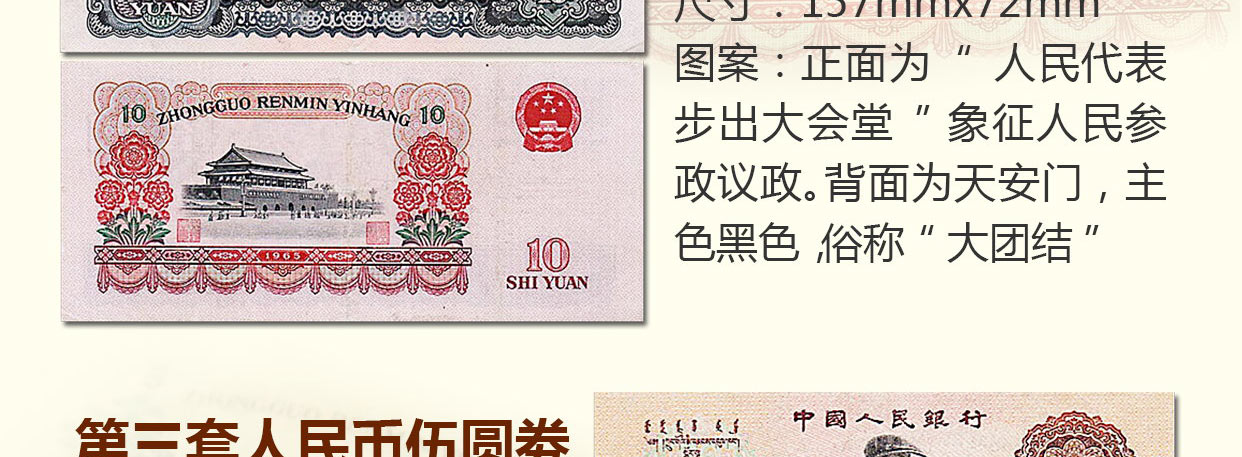 YUAN
尺寸：157mmx72mm
图案：正面为“ 人民代表
步出大会堂 ” 象征人民参
政议政。背面为天安门，主
色黑色 ,俗称 “ 大团结 ”
10 ZHONGGUO RENMIN YINHANG 10
1965
10
SHI YUAN
第三套人民币伍圆券
中國人民銀行